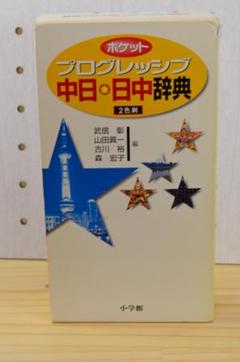 ポケット
プログレッシブ
中日○日中辞典
2色刷
武信 彰
山田眞一
古川 裕
森 宏子
編
小学館